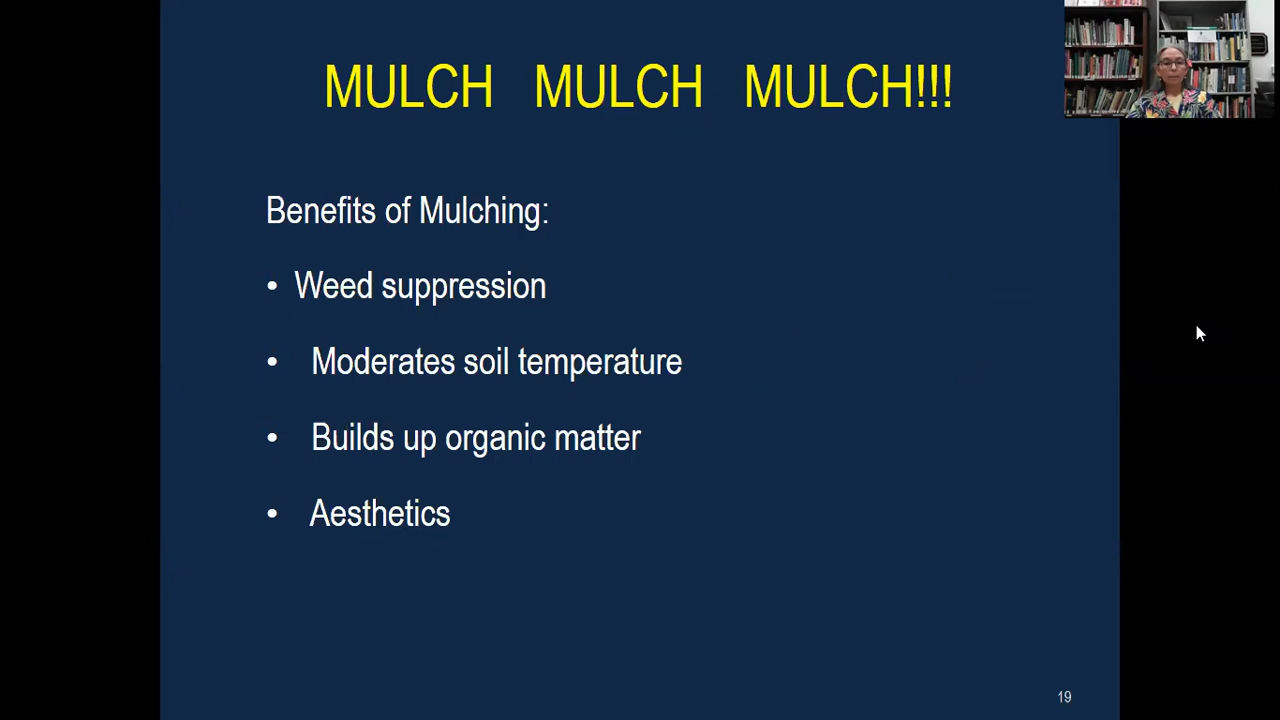 MULCH MULCH MULCH!!!
Benefits of Mulching:
• Weed suppression
• Moderates soil temperature
• Builds up organic matter
• Aesthetics
19